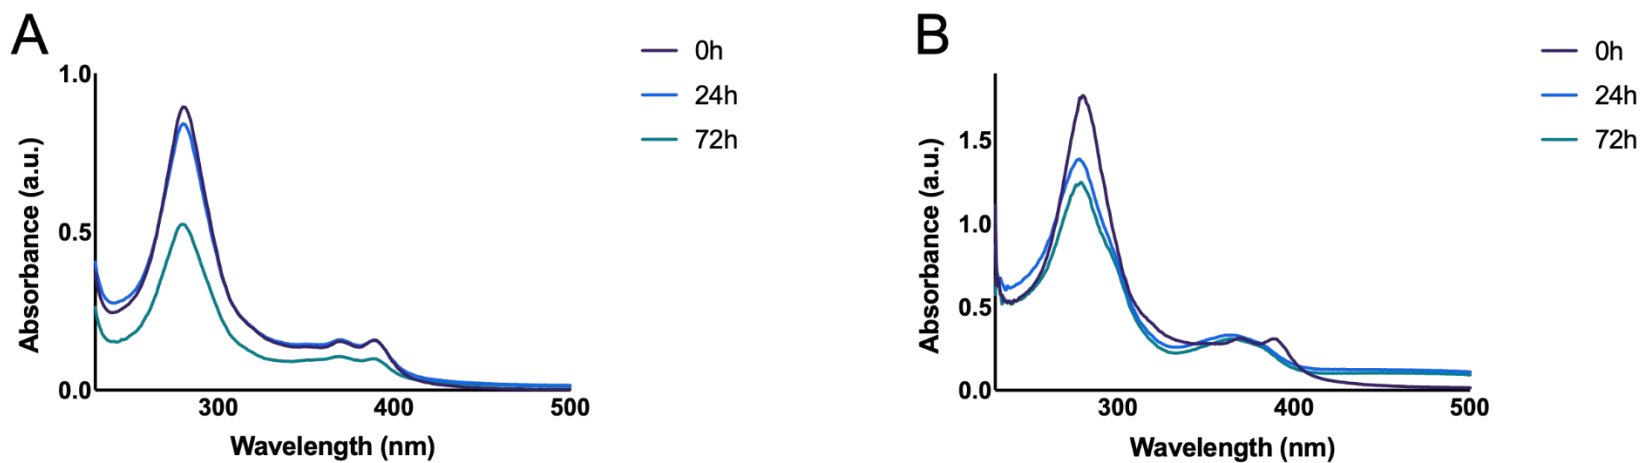 A
0h
24h
72h
1.0
0.5
0.0
300
400
500
Absorbance (a.u.)
Wavelength (nm)
B
0h
24h
72h
1.5
1.0
0.5
0.0
300
400
500
Absorbance (a.u.)
Wavelength (nm)